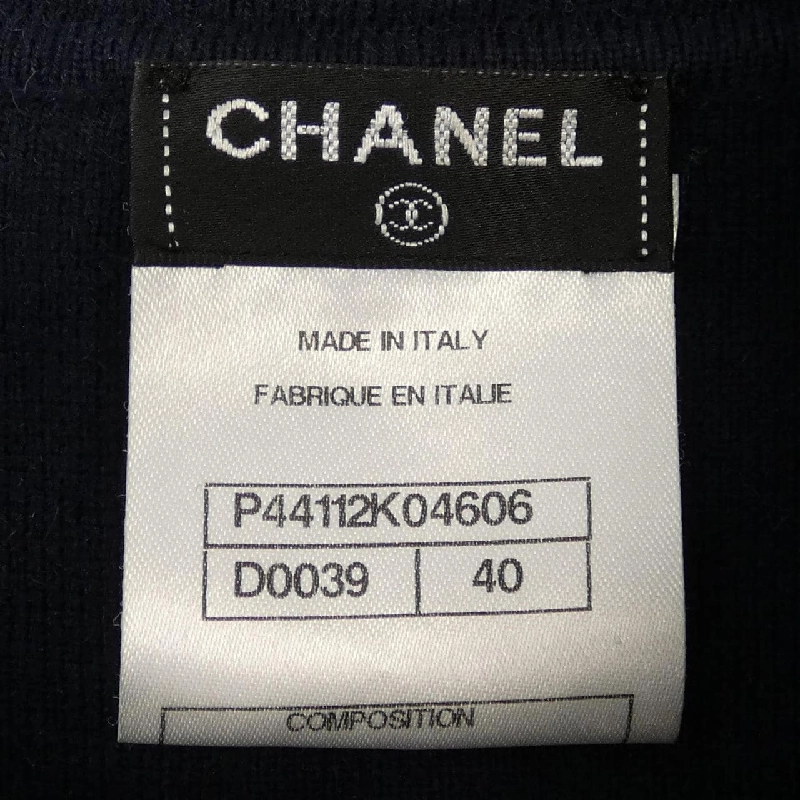 CHANEL
MADE IN ITALY
FABRIQUE EN ITALIE
P44112K04606
D0039 40
COMPOSITION